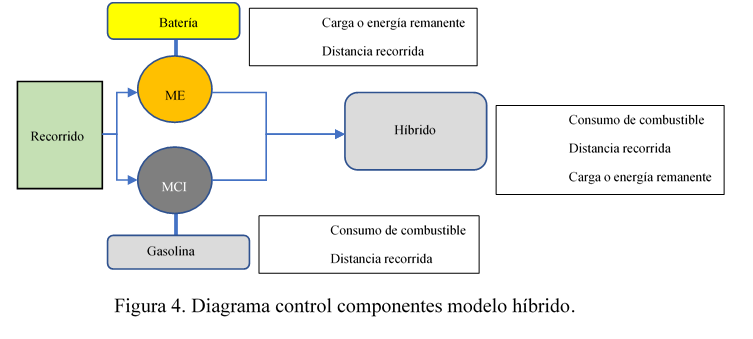 Batería
Carga o energía remanente
Distancia recorrida
ME
Recorrido
Híbrido
Consumo de combustible
Distancia recorrida
Carga o energía remanente
MCI
Gasolina
Consumo de combustible
Distancia recorrida
Figura 4. Diagrama control componentes modelo híbrido.